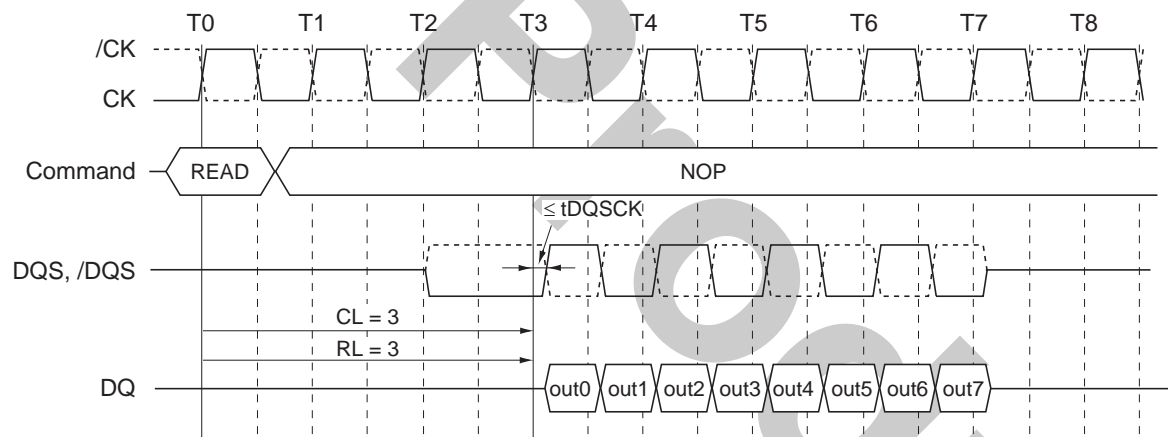 T0 T1 T2 T3 T4 T5 T6 T7 T8
/CK
CK
Command READ NOP
≤ tDQSCK
DQS, /DQS
CL = 3
RL = 3
DQ out0 out1 out2 out3 out4 out5 out6 out7